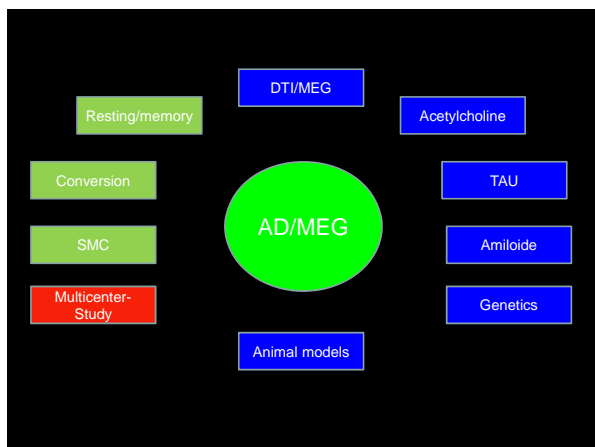 DTI/MEG
Resting/memory
Acetylcholine
Conversion
TAU
AD/MEG
SMC
Amiloide
Multicenter-
Study
Genetics
Animal models